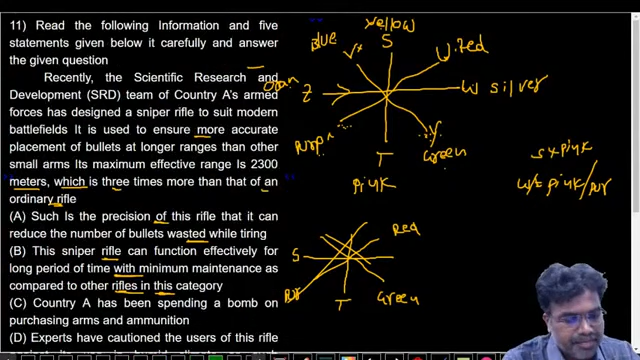 11) Read the following Information and five
statements given below it carefully and answer
the given question
Recently, the Scientific Research and
Development (SRD) team of Country A's armed
forces has designed a sniper rifle to suit modern
battlefields It is used to ensure more accurate
placement of bullets at longer ranges than other
small arms. Its maximum effective range is 2300
meters, which is three times more than that of an
ordinary rifle
(A) Such Is the precision of this rifle that it can
reduce the number of bullets wasted while tiring
(B) This sniper rifle can function effectively for
long period of time with minimum maintenance as
compared to other rifles in this category
(C) Country A has been spending a bomb on
purchasing arms and ammunition
(D) Experts have cautioned the users of this rifle
Yellow
Blue
S
V
U
Red
Z
W silver
Y
T
Green
Pink
S
Red
T
Green
S x Pink